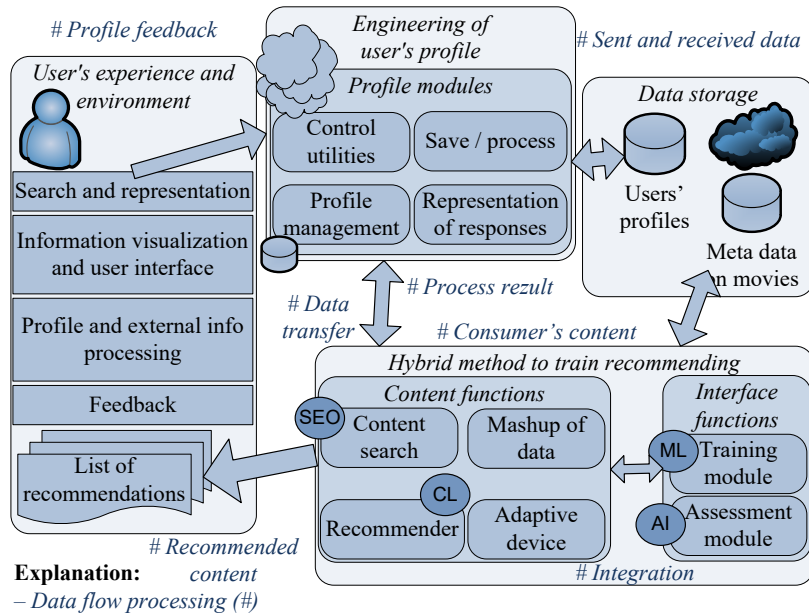 # Profile feedback
Engineering of
user's profile
# Sent and received data
User's experience and
environment
Profile modules
Data storage
Control
utilities
Save / process
Search and representation
Users’
profiles
Profile
management
Representation
of responses
Information visualization
and user interface
Meta data
on movies
# Process rezult
# Data
transfer
# Consumer’s content
Profile and external info
processing
Hybrid method to train recommending
Content functions
Interface
functions
Feedback
SEO
Content
search
Mashup of
data
ML
Training
module
List of
recommendations
CL
Recommender
Adaptive
device
AI
Assessment
module
# Recommended
content
# Integration
Explanation:
– Data flow processing (#)